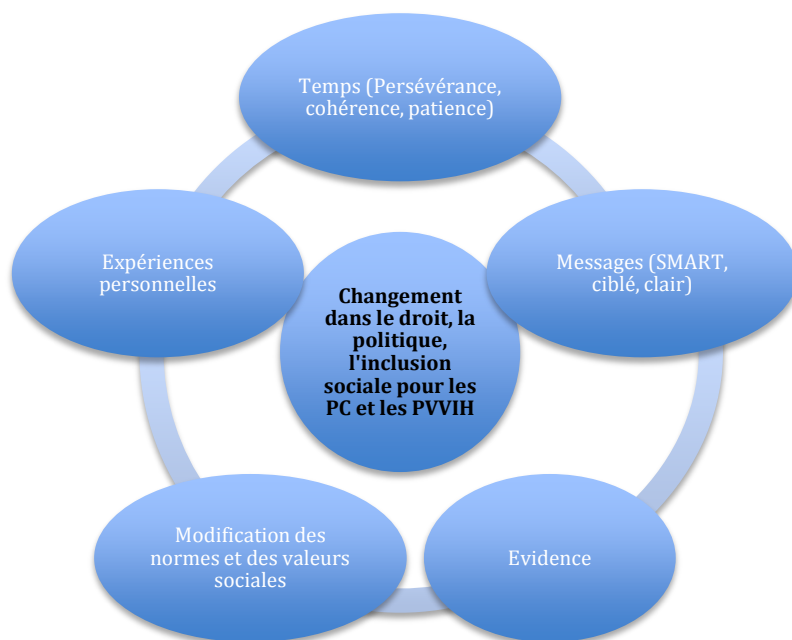 Temps (Persévérance,
cohérence, patience)
Messages (SMART,
ciblé, clair)
Evidence
Modification des
normes et des valeurs
sociales
Expériences
personnelles
Changement
dans le droit, la
politique,
l'inclusion
sociale pour les
PC et les PVVIH